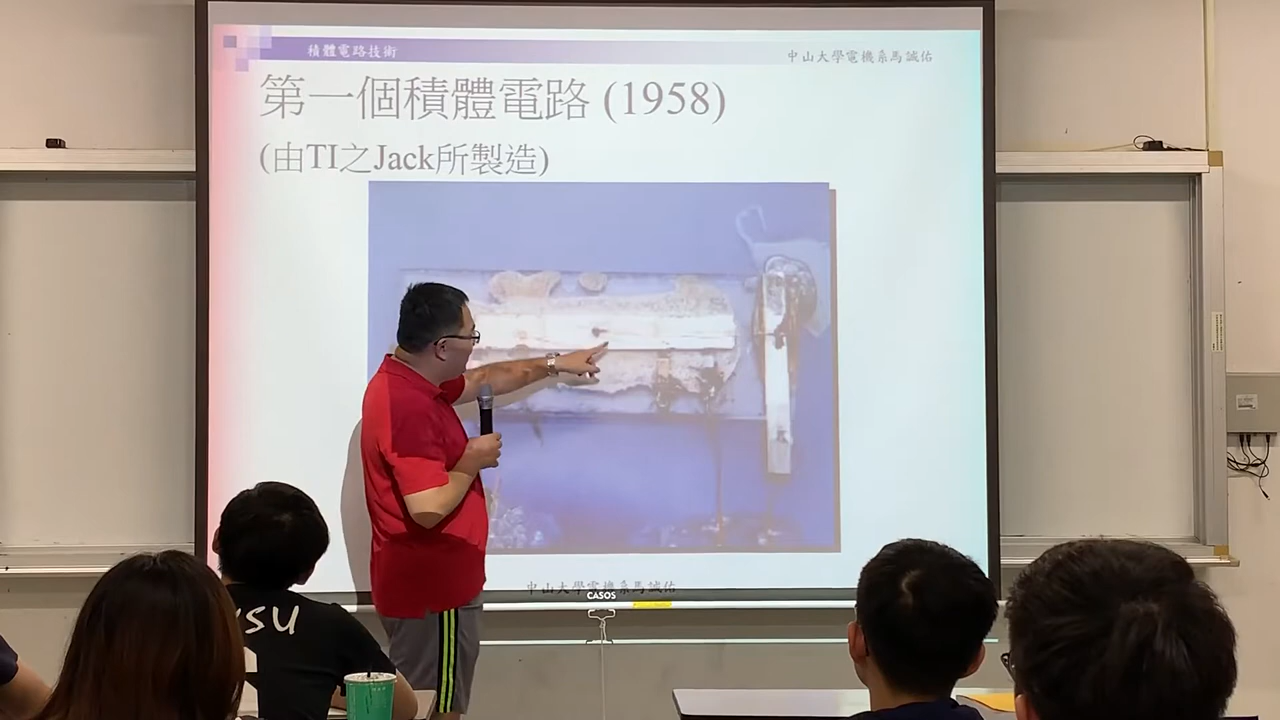 積體電路技術
中山大學電機系馬誠佑
第一個積體電路 (1958)
(由TI之Jack所製造)
中山大學電機系馬誠佑
CASOS
YSU